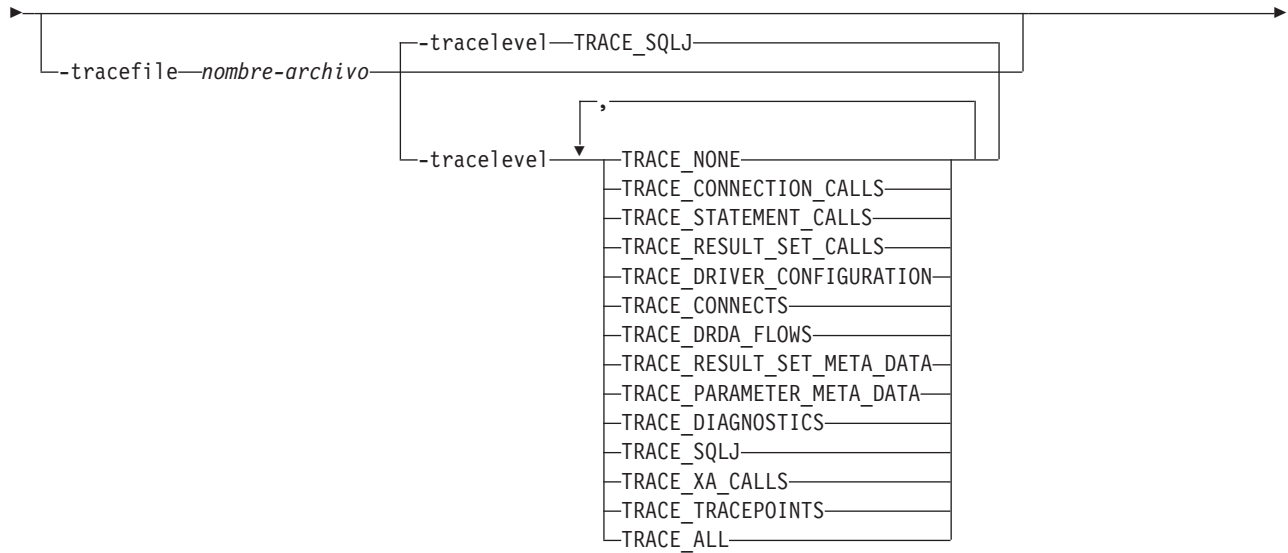 -tracelevel TRACE_SQLJ
-tracefile nombre-archivo
,
-tracelevel TRACE_NONE
TRACE_CONNECTION_CALLS
TRACE_STATEMENT_CALLS
TRACE_RESULT_SET_CALLS
TRACE_DRIVER_CONFIGURATION
TRACE_CONNECTS
TRACE_DRDA_FLOWS
TRACE_RESULT_SET_META_DATA
TRACE_PARAMETER_META_DATA
TRACE_DIAGNOSTICS
TRACE_SQLJ
TRACE_XA_CALLS
TRACE_TRACEPOINTS
TRACE_ALL